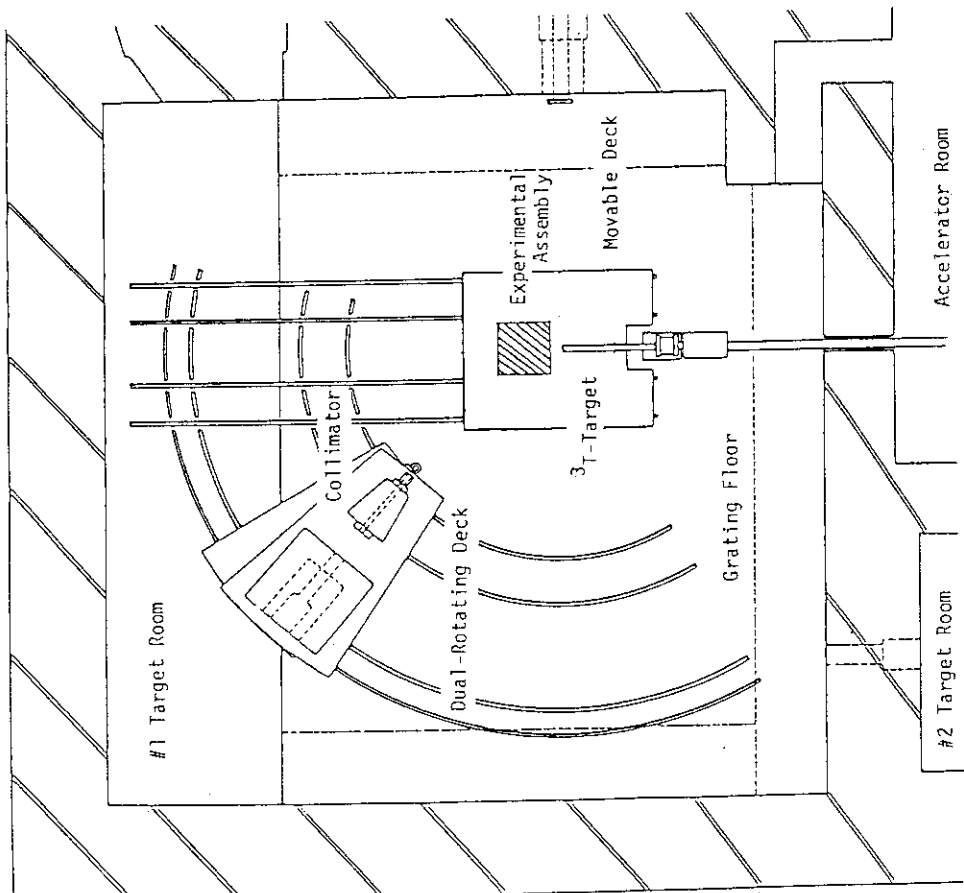 #1 Target Room
Collimator
Dual-Rotating Deck
Experimental
Assembly
Movable Deck
³T-Target
Grating Floor
Accelerator Room
#2 Target Room